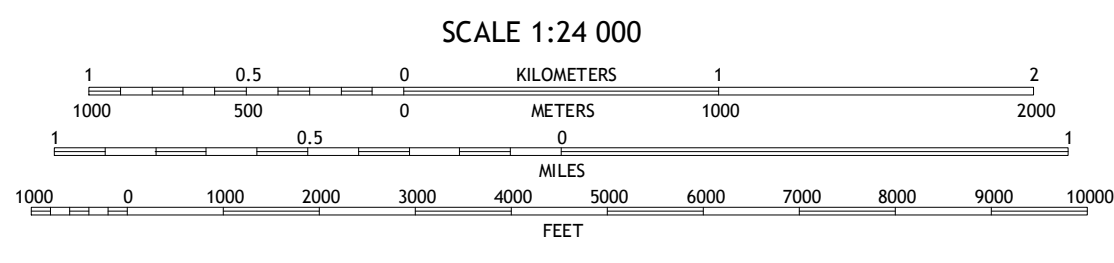 SCALE 1:24 000
1 0.5 0 KILOMETERS 1 2
1000 500 0 METERS 1000 2000
1 0.5 0 1
MILES
1000 0 1000 2000 3000 4000 5000 6000 7000 8000 9000 10000
FEET